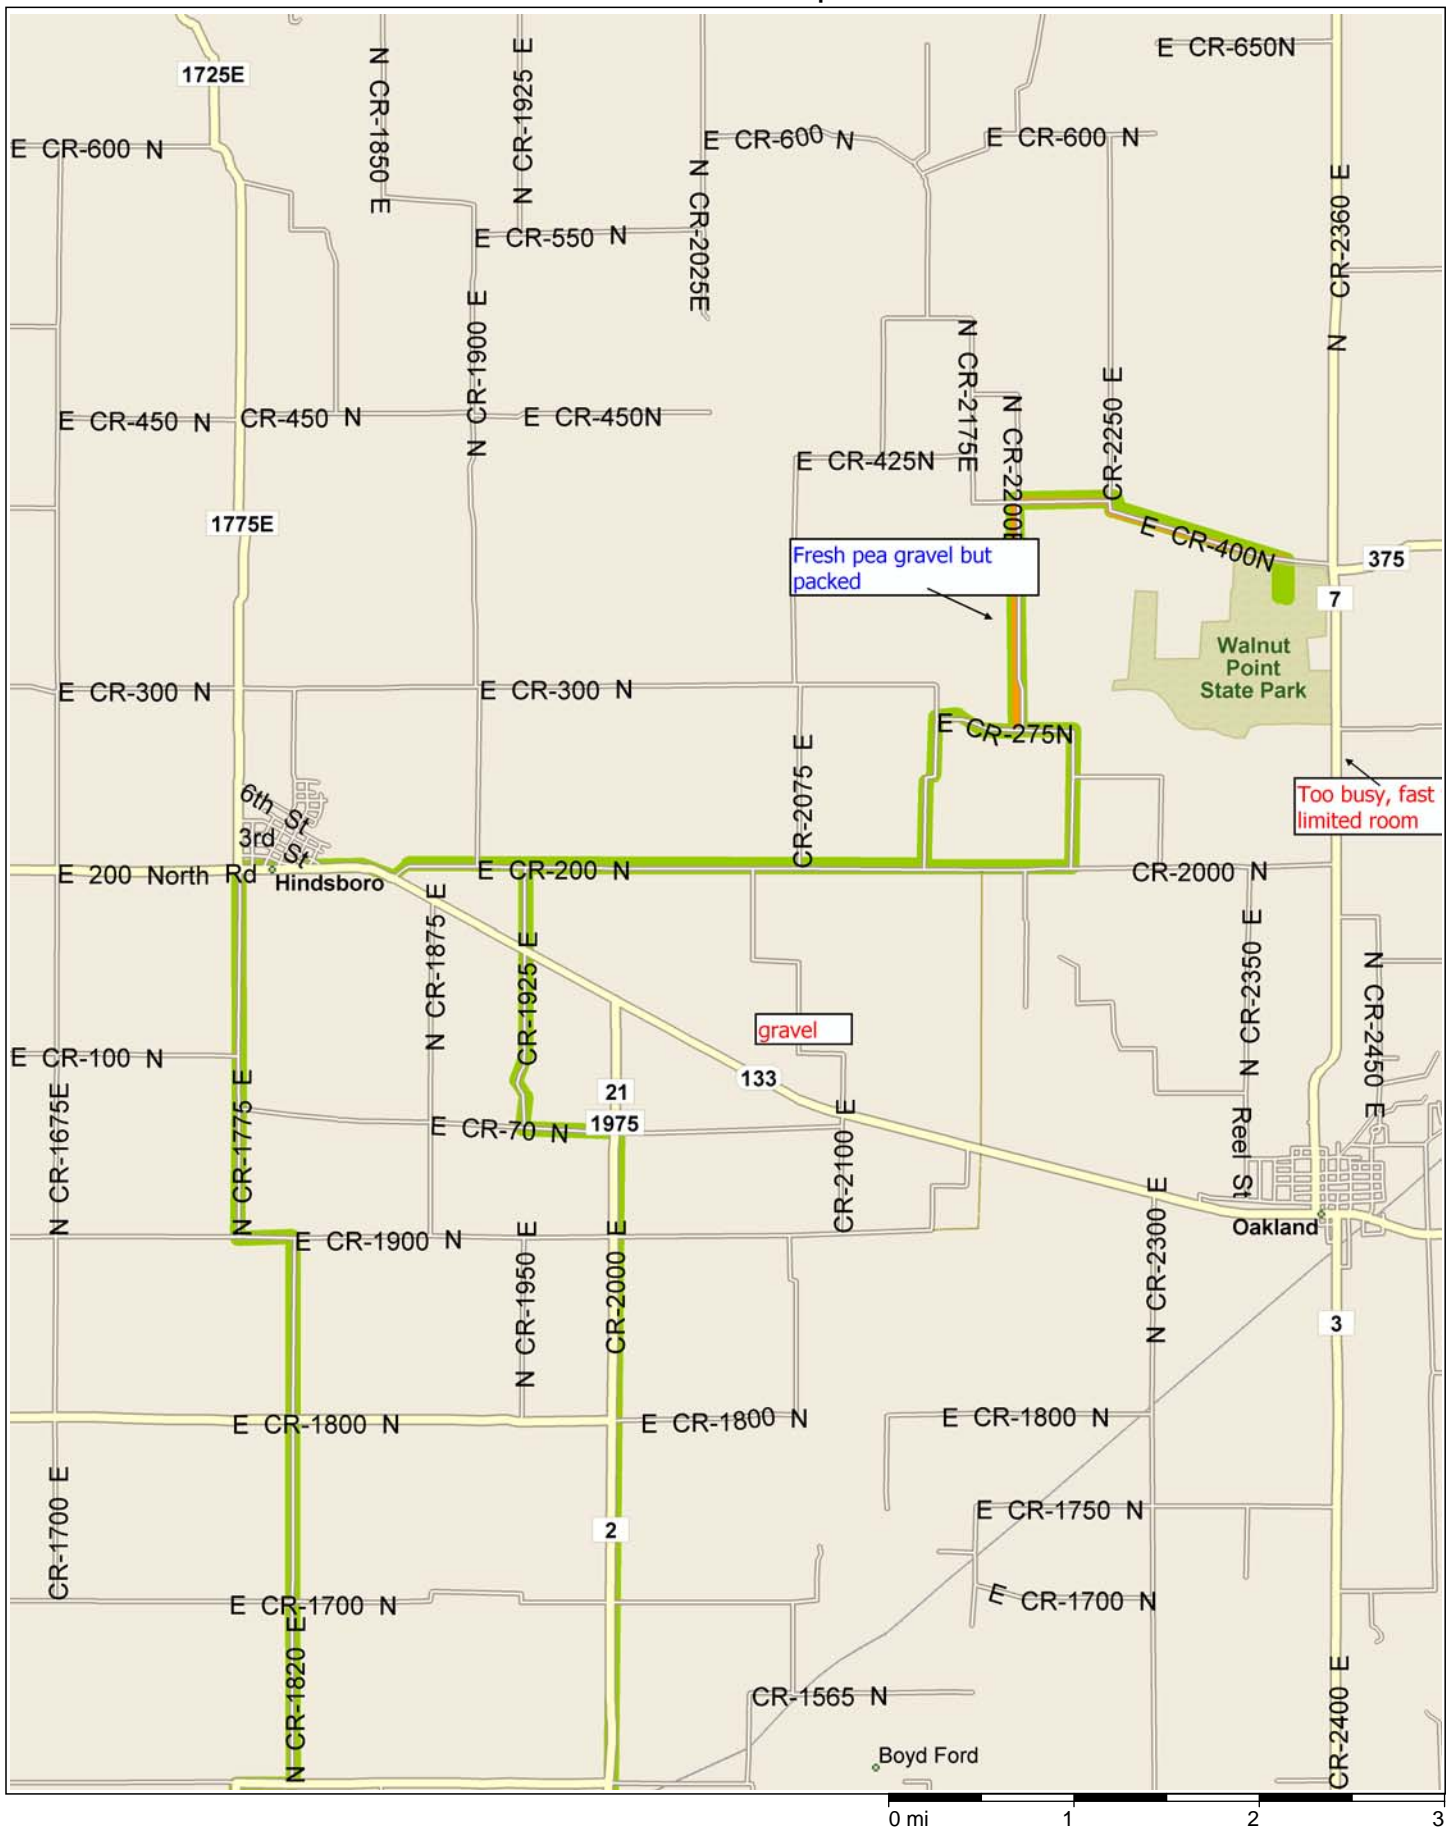 E CR-650N
1725E
N CR-1850 E
N CR-1925 E
E CR-600 N
E CR-600 N
E CR-600 N
N CR-2025E
N CR-2360 E
E CR-550 N
N CR-1900 E
N
N CR-2175E
CR-2250 E
N CR-2200E
E CR-450 N
CR-450 N
E CR-450N
N
E CR-425N
1775E
E CR-400N
Fresh pea gravel but
packed
375
7
Walnut
Point
State Park
E CR-300 N
E CR-300 N
E CR-275N
CR-2075 E
Too busy, fast
limited room
6th St
3rd St
E 200 North Rd
Hindsboro
E CR-200 N
CR-2000 N
N CR-1875 E
CR-1925 E
N CR-2350 E
N CR-2450 E
gravel
E CR-100 N
133
21
1975
N CR-1675E
N CR-1775 E
E CR-70 N
CR-2100 E
Reel St
Oakland
E CR-1900 N
N CR-1950 E
CR-2000 E
N CR-2300 E
3
E CR-1800 N
E CR-1800 N
E CR-1800 N
CR-1700 E
2
E CR-1750 N
E CR-1700 N
E CR-1700 N
N CR-1820 E
CR-1565 N
CR-2400 E
Boyd Ford
0 mi 1 2 3